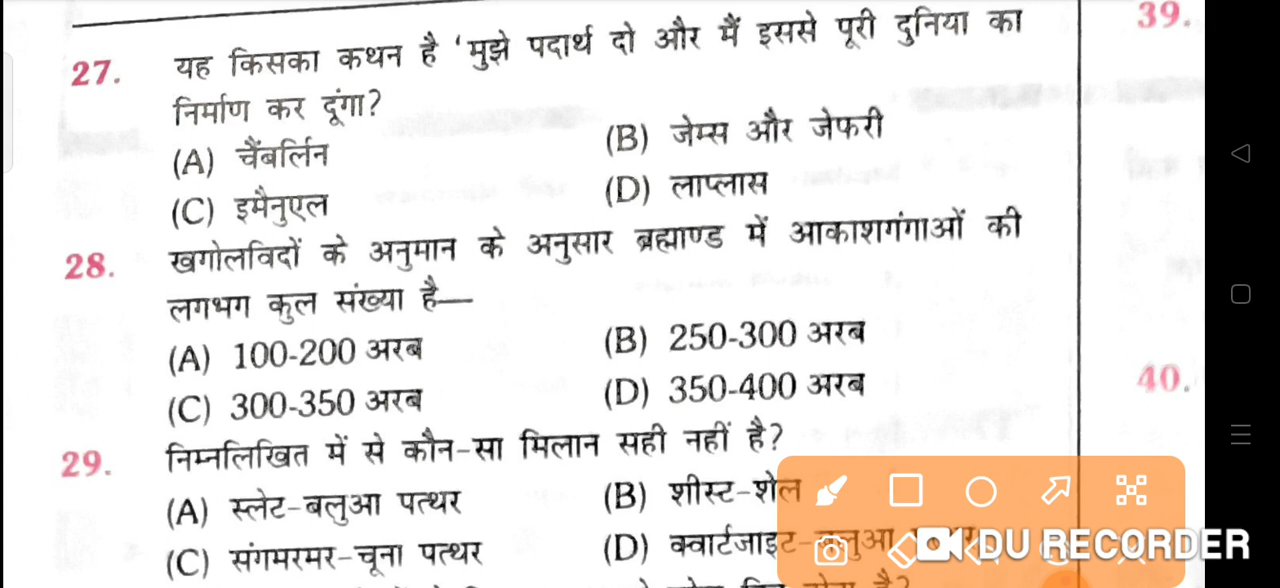 39.
27. यह किसका कथन है 'मुझे पदार्थ दो और मैं इससे पूरी दुनिया का
निर्माण कर दूंगा?
(A) चैंबर्लिन (B) जेम्स और जेफरी
(C) इमैनुएल (D) लाप्लास
28. खगोलविदों के अनुमान के अनुसार ब्रह्माण्ड में आकाशगंगाओं की
लगभग कुल संख्या है—
(A) 100-200 अरब (B) 250-300 अरब
(C) 300-350 अरब (D) 350-400 अरब
40.
29. निम्नलिखित में से कौन-सा मिलान सही नहीं है?
(A) स्लेट-बलुआ पत्थर (B) शीस्ट-शेल
(C) संगमरमर-चूना पत्थर (D) क्वार्टजाइट-बलुआ
DU RECORDER